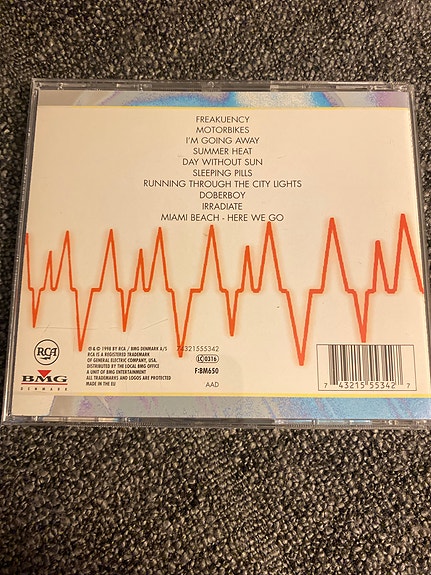 FREAKUENCY
MOTORBIKES
I'M GOING AWAY
SUMMER HEAT
DAY WITHOUT SUN
SLEEPING PILLS
RUNNING THROUGH THE CITY LIGHTS
DOBERBOY
IRRADIATE
MIAMI BEACH - HERE WE GO
RCA
BMG
DENMARK
℗ & © 1998 BY RCA / BMG DENMARK A/S
RCA IS A REGISTERED TRADEMARK
OF GENERAL ELECTRIC COMPANY, USA.
DISTRIBUTED BY THE LOCAL BMG OFFICE
A UNIT OF BMG ENTERTAINMENT
ALL TRADEMARKS AND LOGOS ARE PROTECTED
MADE IN THE EU
74321555342
LC 0316
F:BM650
AAD
7 43215 55342 7